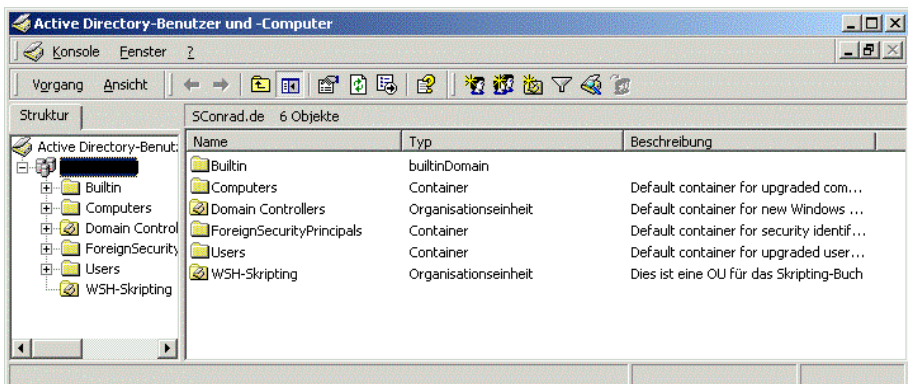 Active Directory-Benutzer und -Computer
Konsole Fenster ?
Vorgang Ansicht
Struktur
SConrad.de 6 Objekte
Active Directory-Benut:
Builtin
Computers
Domain Control
ForeignSecurity
Users
WSH-Skripting
Name Typ Beschreibung
Builtin builtinDomain
Computers Container Default container for upgraded com...
Domain Controllers Organisationseinheit Default container for new Windows ...
ForeignSecurityPrincipals Container Default container for security identif...
Users Container Default container for upgraded user...
WSH-Skripting Organisationseinheit Dies ist eine OU für das Skripting-Buch